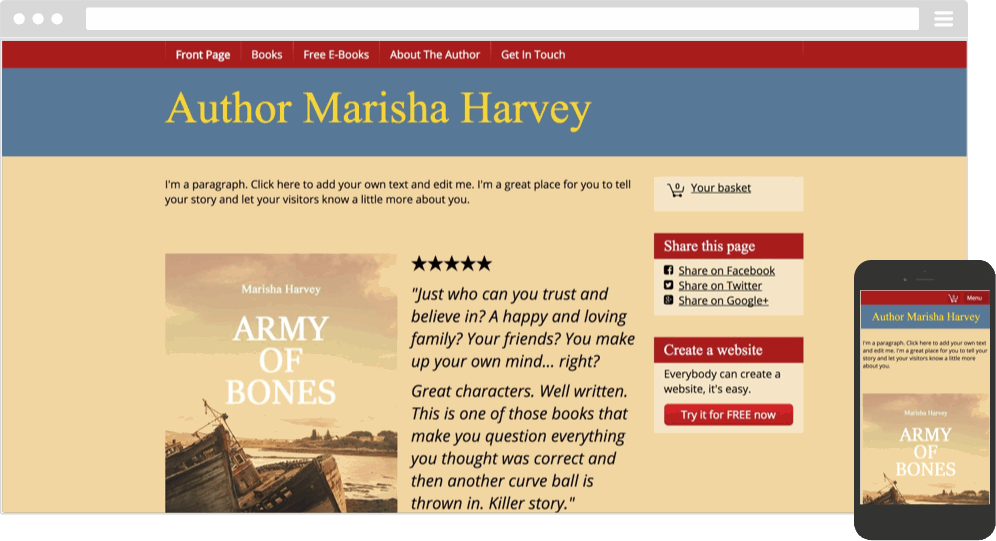 Front Page Books Free E-Books About The Author Get In Touch
Author Marisha Harvey
I'm a paragraph. Click here to add your own text and edit me. I'm a great place for you to tell
your story and let your visitors know a little more about you.
0 Your basket
Share this page
Share on Facebook
Share on Twitter
Share on Google+
Create a website
Everybody can create a
website, it's easy.
Try it for FREE now
Marisha Harvey
ARMY
OF
BONES
★★★★★
"Just who can you trust and
believe in? A happy and loving
family? Your friends? You make
up your own mind... right?
Great characters. Well written.
This is one of those books that
make you question everything
you thought was correct and
then another curve ball is
thrown in. Killer story."
Menu
Author Marisha Harvey
I'm a paragraph. Click here to add your own text
and edit me. I'm a great place for you to tell your
story and let your visitors know a little more
about you.
Marisha Harvey
ARMY
OF
BONES